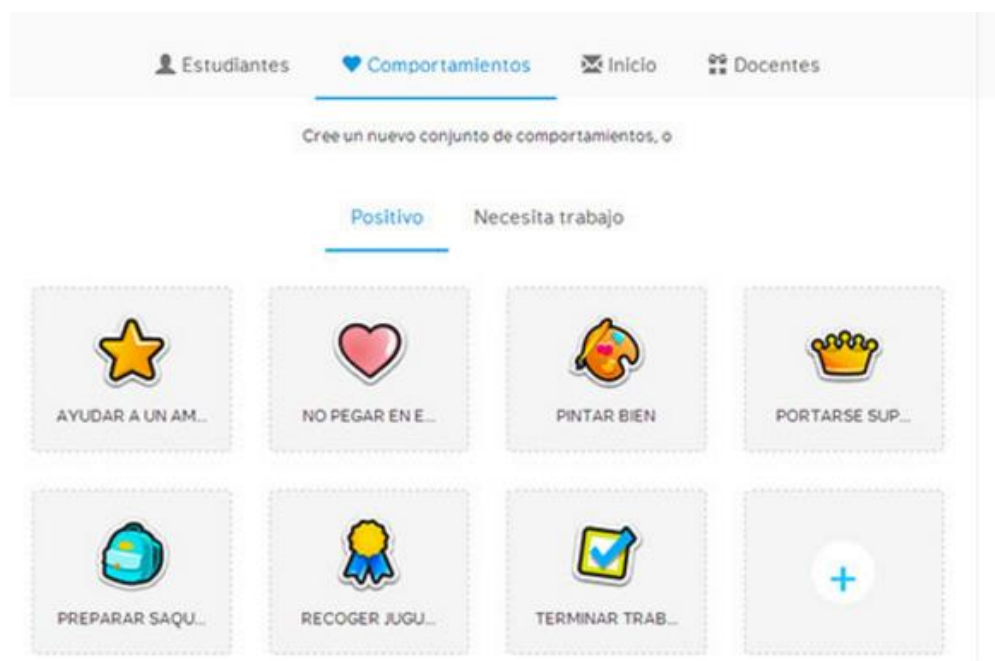 Estudiantes Comportamientos Inicio Docentes
Cree un nuevo conjunto de comportamientos, o
Positivo Necesita trabajo
AYUDAR A UN AM... NO PEGAR EN E... PINTAR BIEN PORTARSE SUP...
PREPARAR SAQU... RECOGER JUGU... TERMINAR TRAB...
+